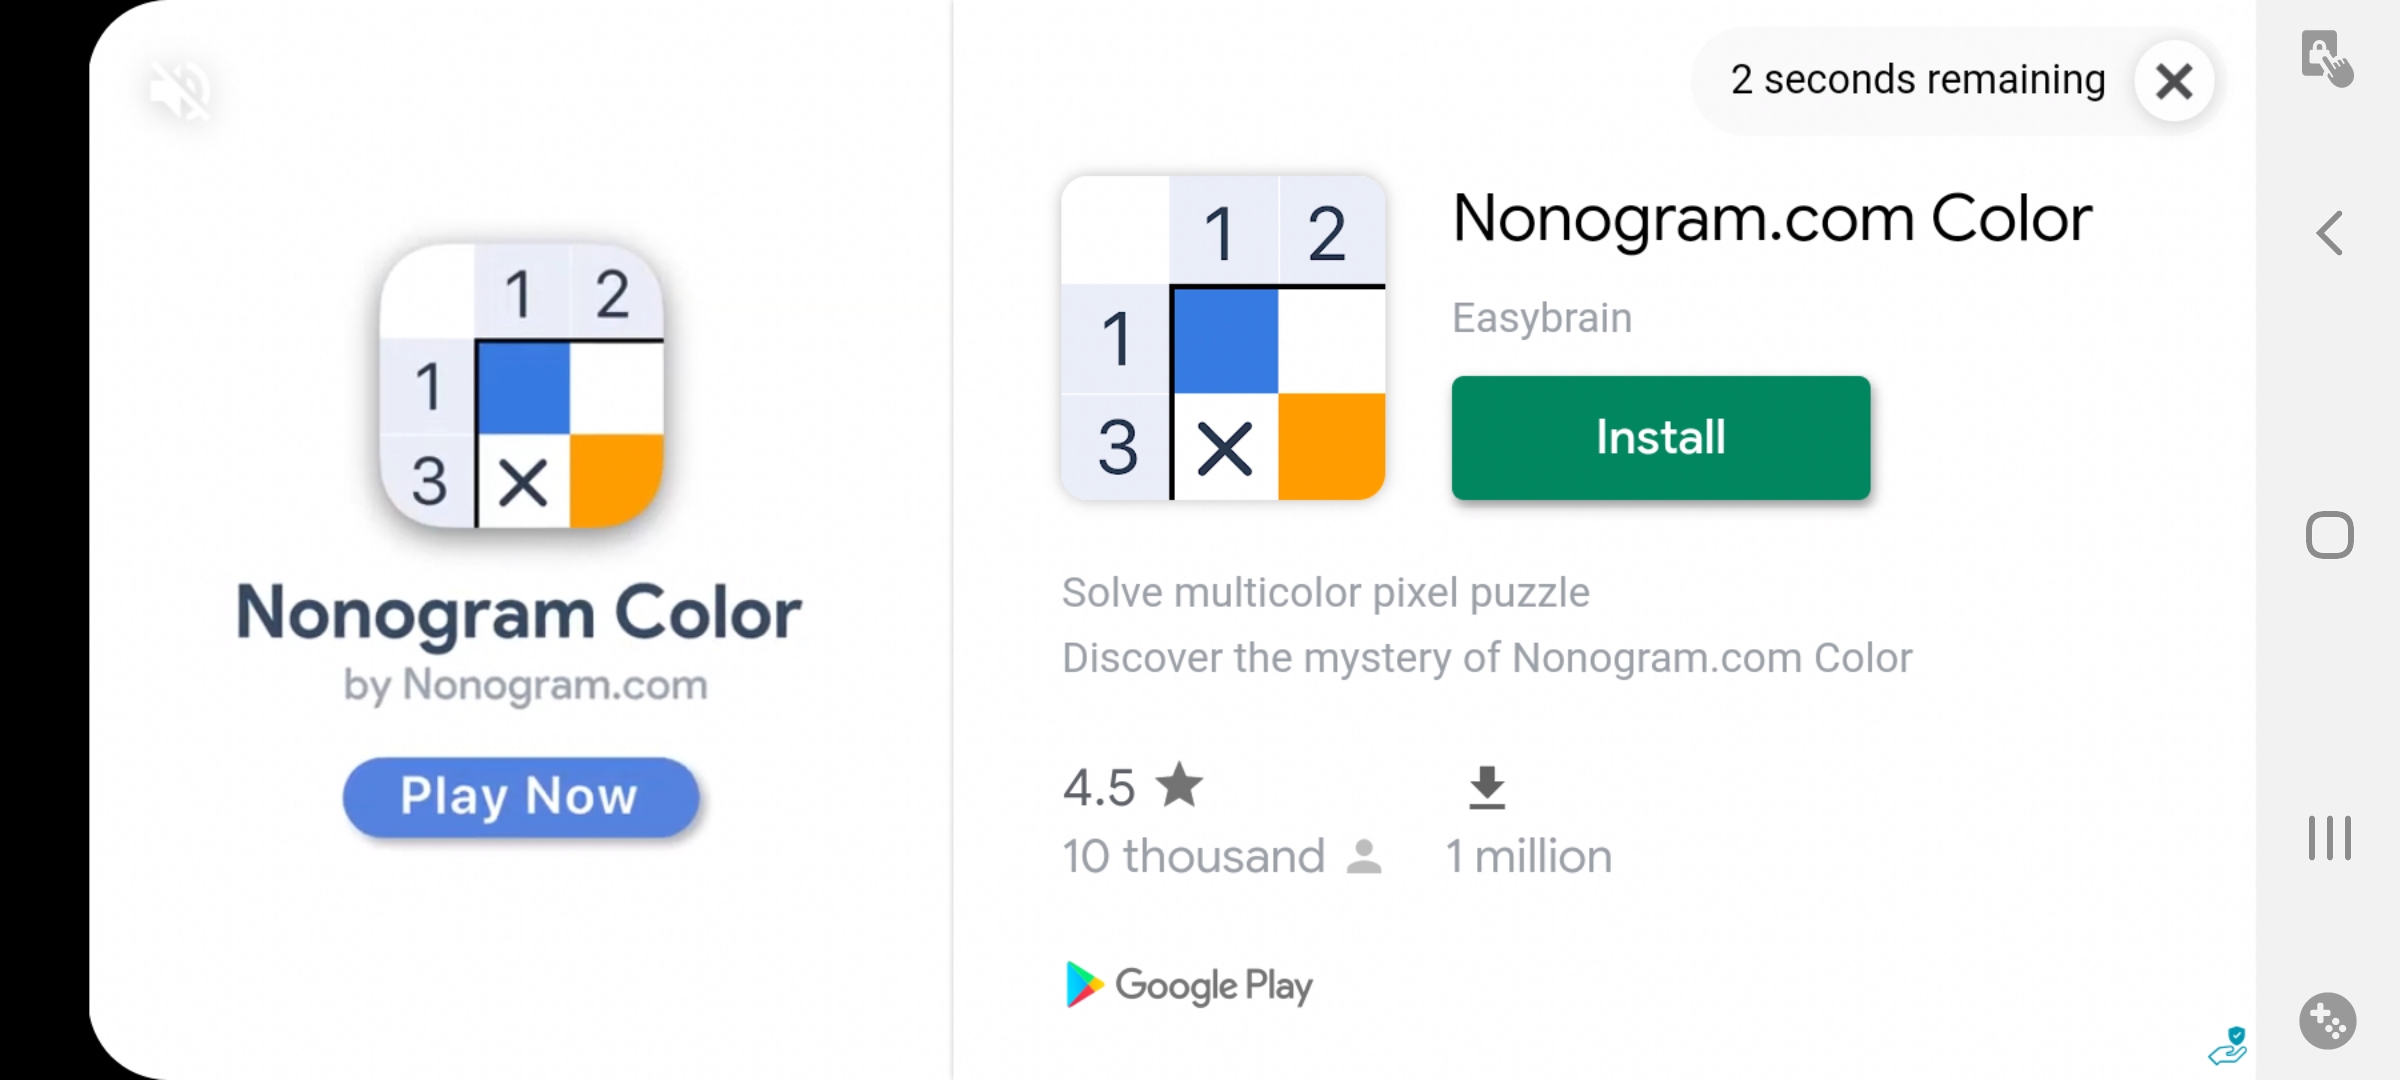 2 seconds remaining
1 2
1
3
Nonogram Color
by Nonogram.com
Play Now
1 2
1
3
Nonogram.com Color
Easybrain
Install
Solve multicolor pixel puzzle
Discover the mystery of Nonogram.com Color
4.5
10 thousand
1 million
Google Play